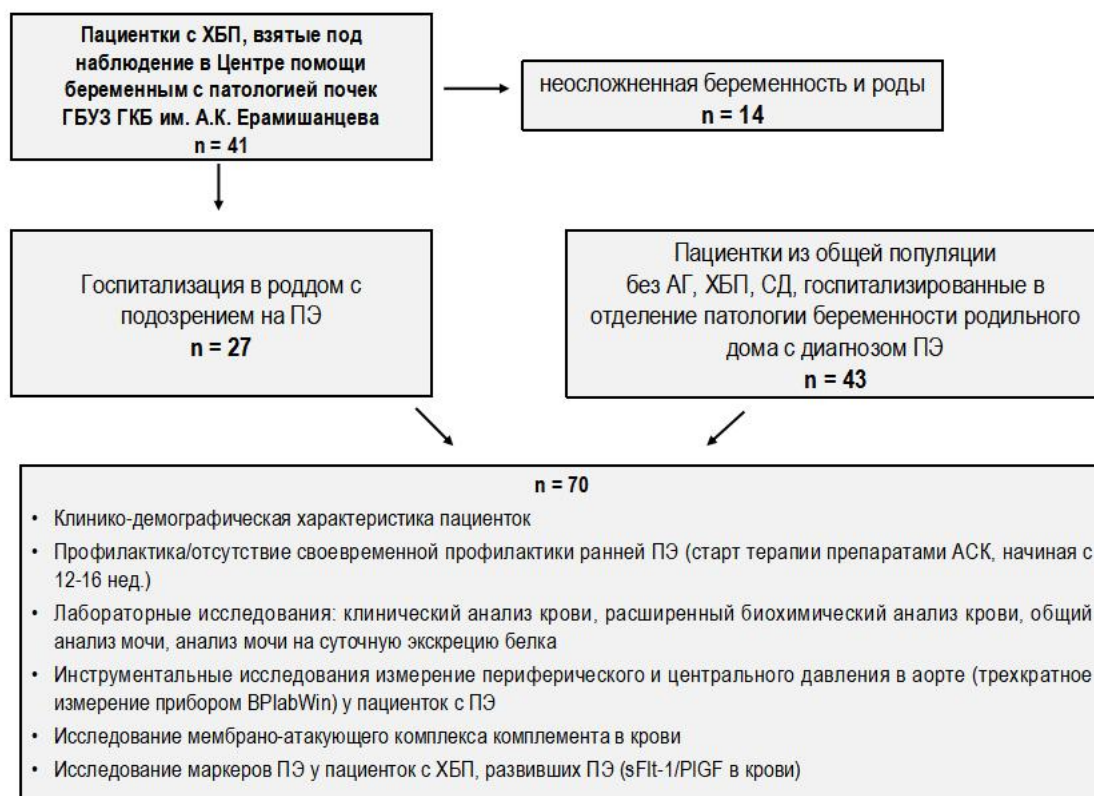 Пациентки с ХБП, взятые под
наблюдение в Центре помощи
беременным с патологией почек
ГБУЗ ГКБ им. А.К. Ерамишанцева
n = 41
неосложненная беременность и роды
n = 14
Госпитализация в роддом с
подозрением на ПЭ
n = 27
Пациентки из общей популяции
без АГ, ХБП, СД, госпитализированные в
отделение патологии беременности родильного
дома с диагнозом ПЭ
n = 43
n = 70
• Клинико-демографическая характеристика пациенток
• Профилактика/отсутствие своевременной профилактики ранней ПЭ (старт терапии препаратами АСК, начиная с
12-16 нед.)
• Лабораторные исследования: клинический анализ крови, расширенный биохимический анализ крови, общий
анализ мочи, анализ мочи на суточную экскрецию белка
• Инструментальные исследования измерение периферического и центрального давления в аорте (трехкратное
измерение прибором BPlabWin) у пациенток с ПЭ
• Исследование мембрано-атакующего комплекса комплемента в крови
• Исследование маркеров ПЭ у пациенток с ХБП, развивших ПЭ (sFlt-1/PlGF в крови)